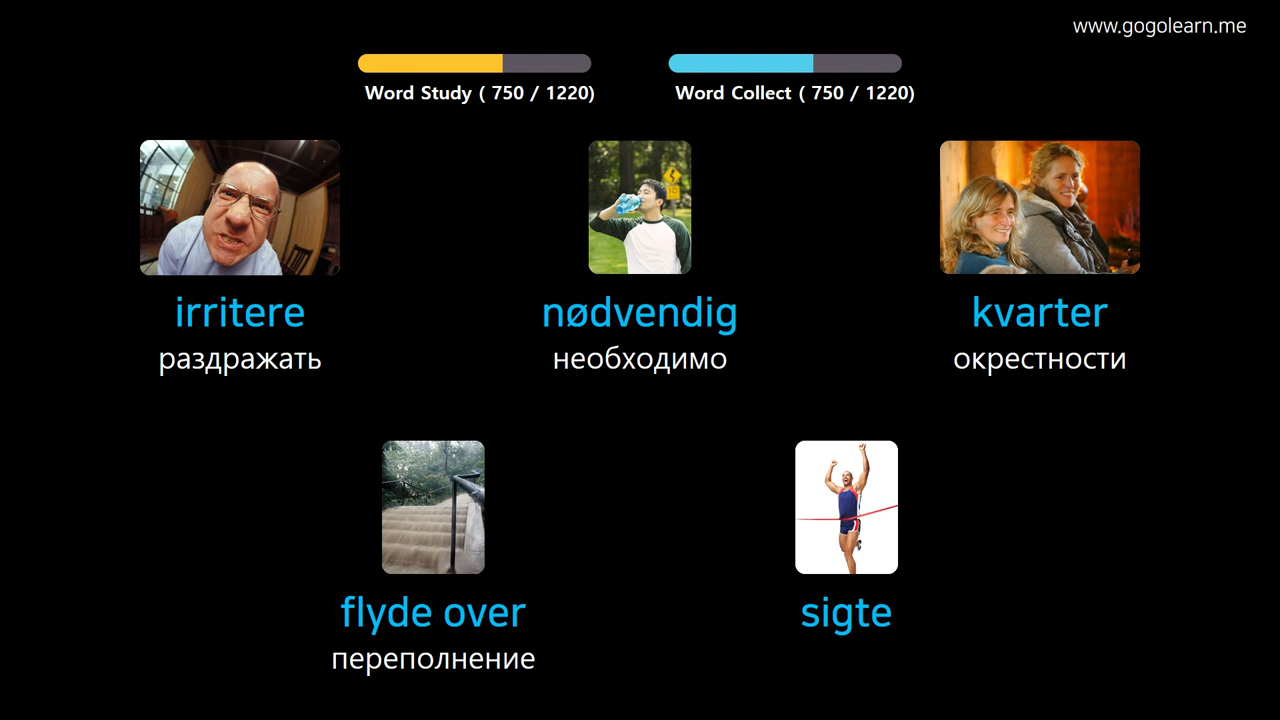 www.gogolearn.me
Word Study ( 750 / 1220)
Word Collect ( 750 / 1220)
irritere
раздражать
nødvendig
необходимо
kvarter
окрестности
flyde over
переполнение
sigte